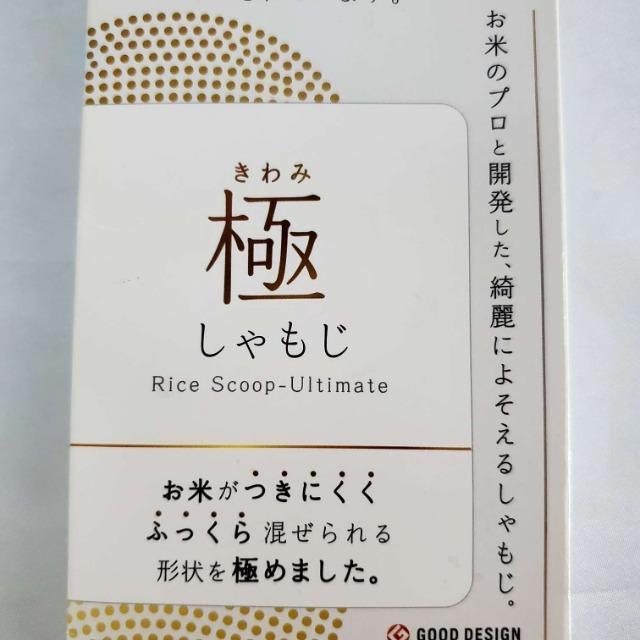 お米のプロと開発した、綺麗によそえるしゃもじ。
きわみ
極
しゃもじ
Rice Scoop-Ultimate
お米がつきにくく
ふっくら混ぜられる
形状を極めました。
GOOD DESIGN